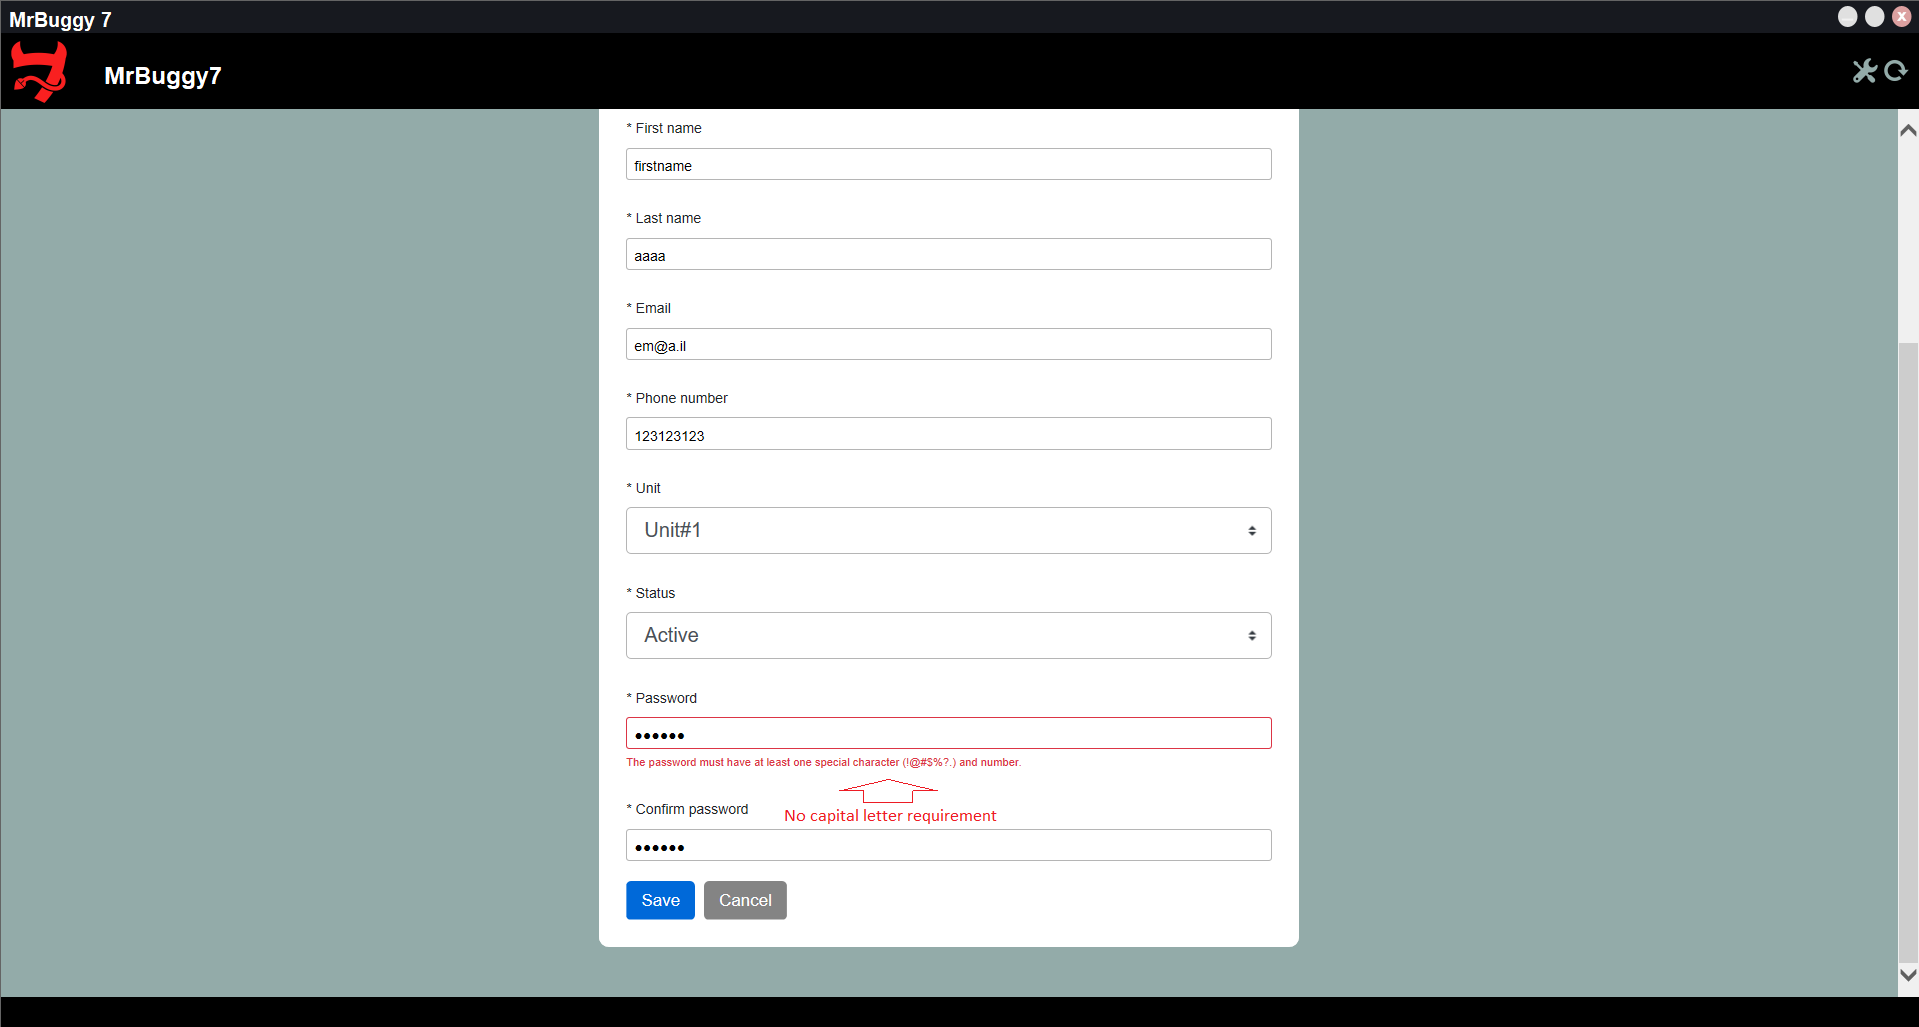 MrBuggy 7
MrBuggy7
* First name
firstname
* Last name
aaaa
* Email
em@a.il
* Phone number
123123123
* Unit
Unit#1
* Status
Active
* Password
●●●●●●
The password must have at least one special character (!@#$%?.) and number.
No capital letter requirement
* Confirm password
●●●●●●
Save Cancel